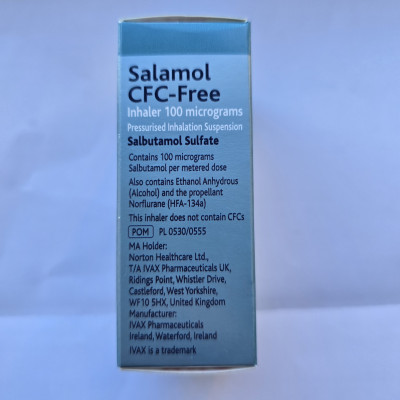 Salamol
CFC-Free
Inhaler 100 micrograms
Pressurised Inhalation Suspension
Salbutamol Sulfate
Contains 100 micrograms
Salbutamol per metered dose
Also contains Ethanol Anhydrous
(Alcohol) and the propellant
Norflurane (HFA-134a)
This inhaler does not contain CFCs
POM PL 0530/0555
MA Holder:
Norton Healthcare Ltd.,
T/A IVAX Pharmaceuticals UK,
Ridings Point, Whistler Drive,
Castleford, West Yorkshire,
WF10 5HX, United Kingdom
Manufacturer:
IVAX Pharmaceuticals
Ireland, Waterford, Ireland
IVAX is a trademark